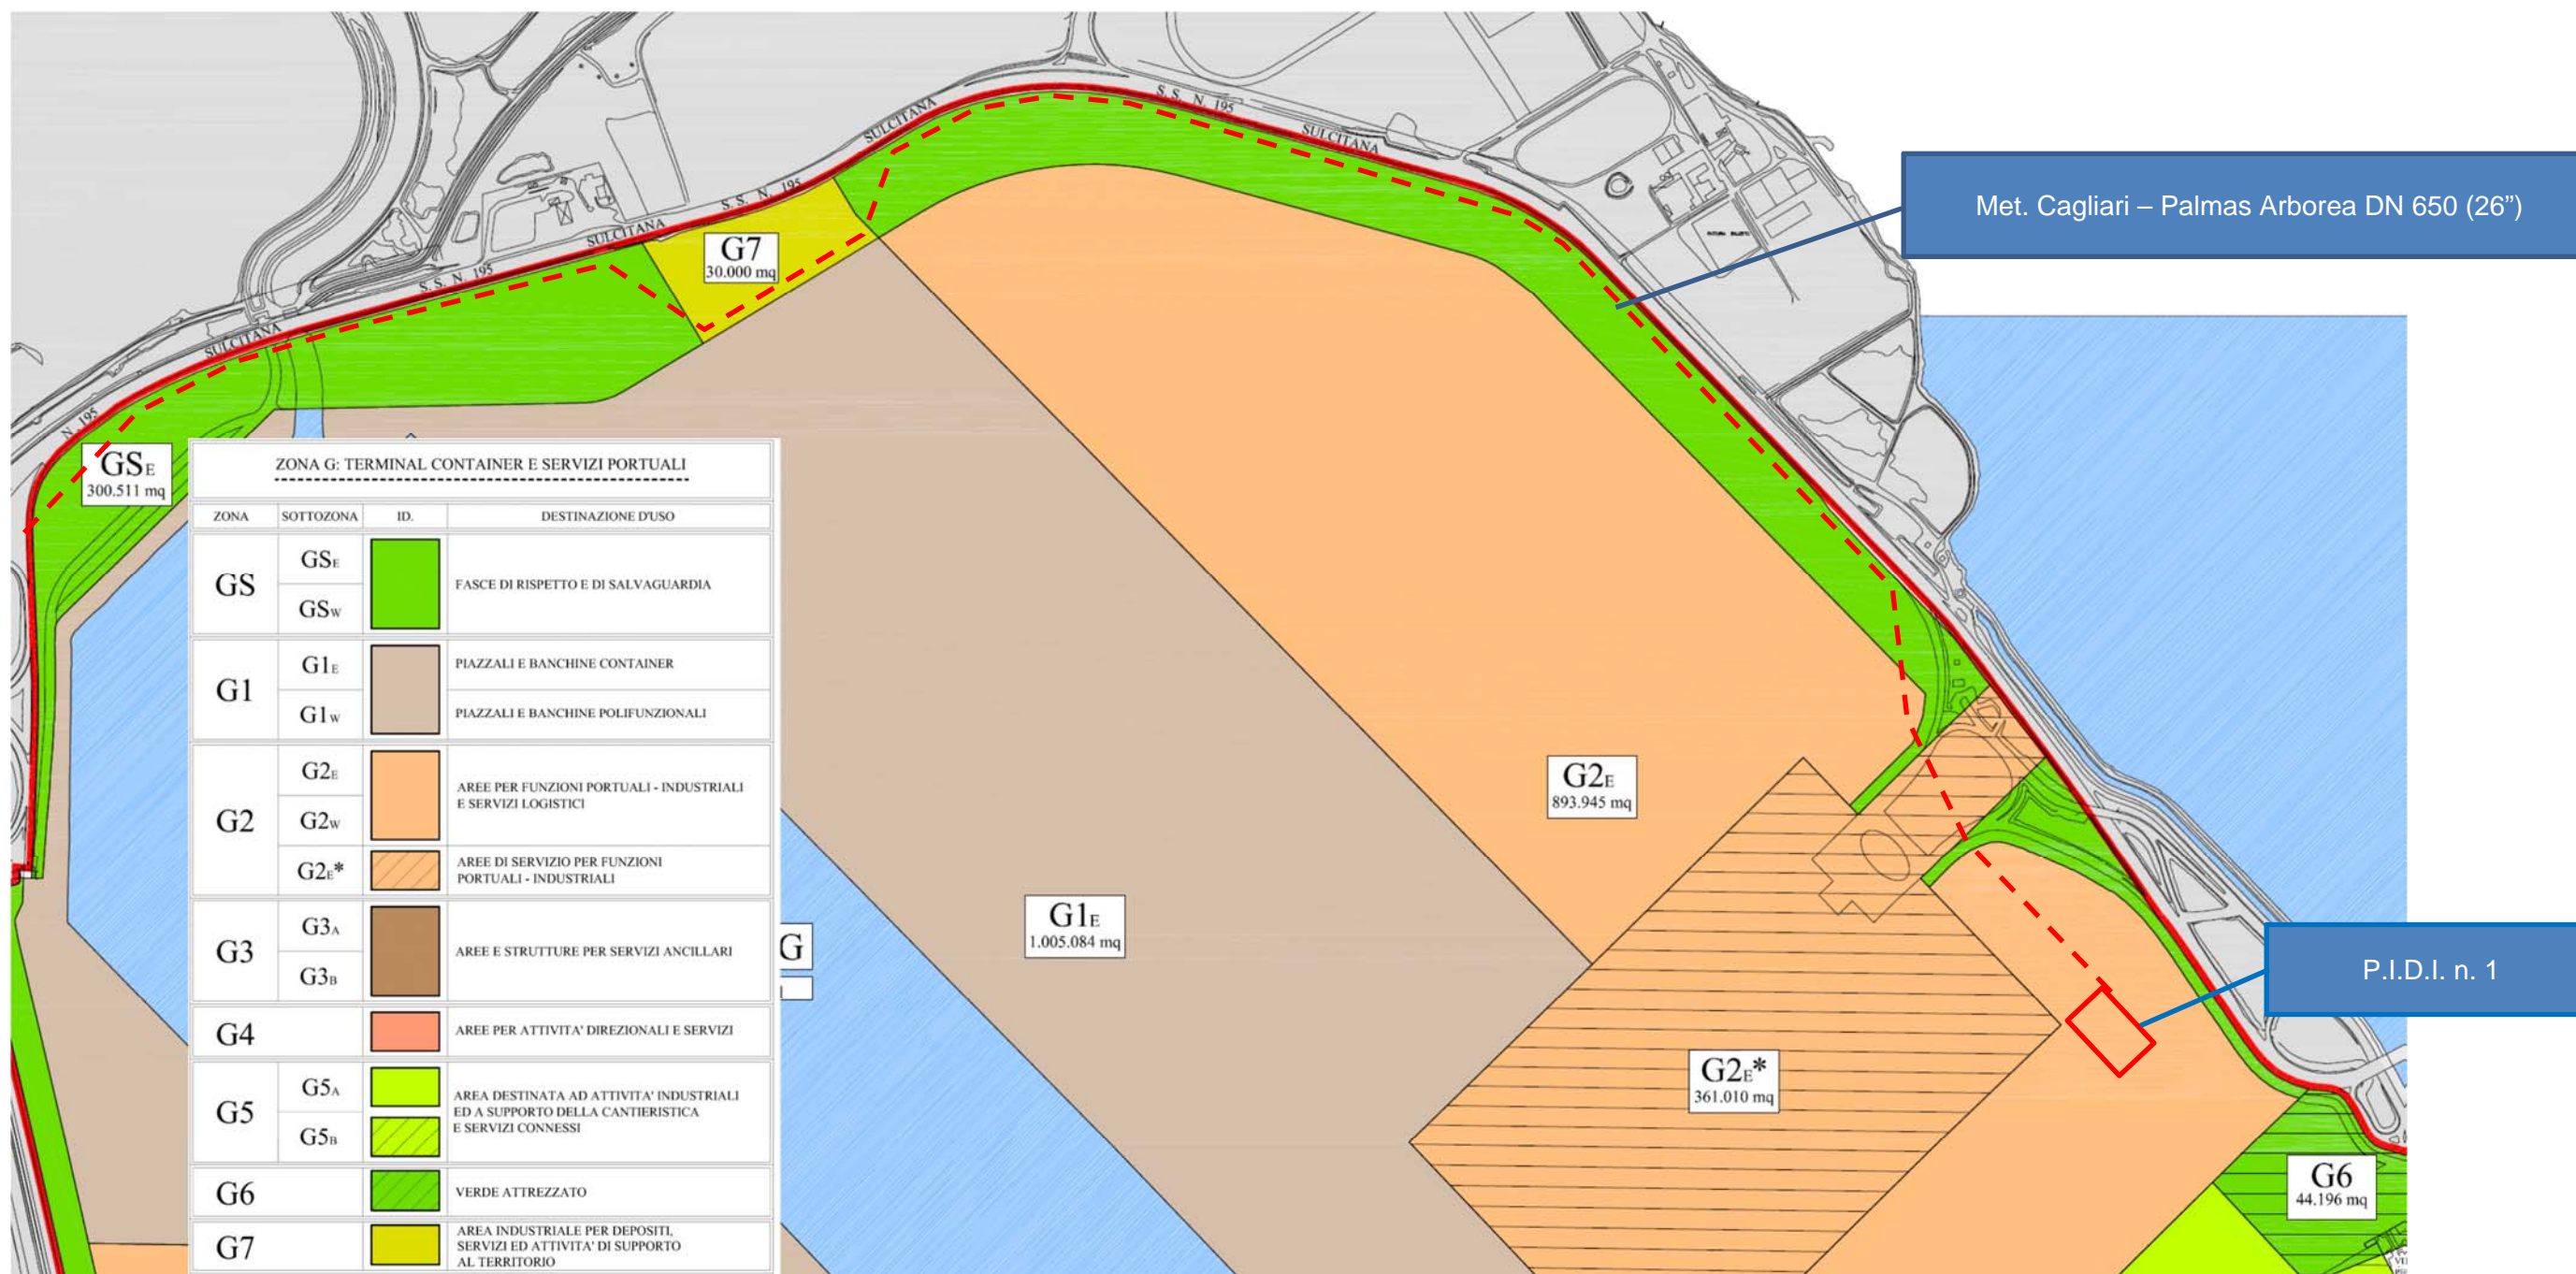 S. S. N. 195
SULCITANA
SULCITANA
S. S. N. 195
SULCITANA
S. S. N. 195
SULCITANA
N. 195
Met. Cagliari – Palmas Arborea DN 650 (26”)
G7
30.000 mq
GSE
300.511 mq
ZONA G: TERMINAL CONTAINER E SERVIZI PORTUALI
ZONA SOTTOZONA ID. DESTINAZIONE D'USO
GS
GSE
GSW
FASCE DI RISPETTO E DI SALVAGUARDIA
G1
G1E
PIAZZALI E BANCHINE CONTAINER
G1W
PIAZZALI E BANCHINE POLIFUNZIONALI
G2
G2E
G2W
AREE PER FUNZIONI PORTUALI - INDUSTRIALI
E SERVIZI LOGISTICI
G2E*
AREE DI SERVIZIO PER FUNZIONI
PORTUALI - INDUSTRIALI
G3
G3A
G3B
AREE E STRUTTURE PER SERVIZI ANCILLARI
G4
AREE PER ATTIVITA' DIREZIONALI E SERVIZI
G5
G5A
G5B
AREA DESTINATA AD ATTIVITA' INDUSTRIALI
ED A SUPPORTO DELLA CANTIERISTICA
E SERVIZI CONNESSI
G6
VERDE ATTREZZATO
G7
AREA INDUSTRIALE PER DEPOSITI,
SERVIZI ED ATTIVITA' DI SUPPORTO
AL TERRITORIO
G
G1E
1.005.084 mq
G2E
893.945 mq
G2E*
361.010 mq
P.I.D.I. n. 1
G6
44.196 mq